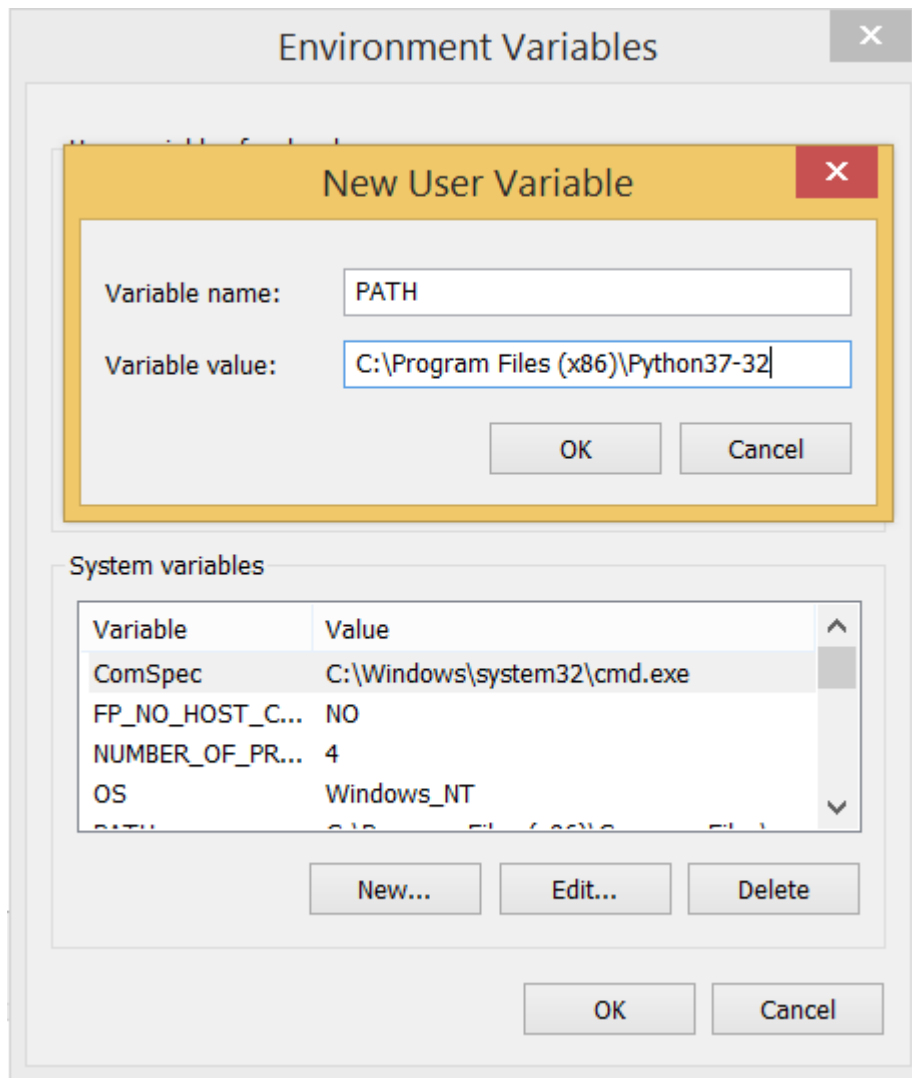 Environment Variables
New User Variable
Variable name:
PATH
Variable value:
C:\Program Files (x86)\Python37-32
OK
Cancel
System variables
Variable Value
ComSpec C:\Windows\system32\cmd.exe
FP_NO_HOST_C... NO
NUMBER_OF_PR... 4
OS Windows_NT
New...
Edit...
Delete
OK
Cancel